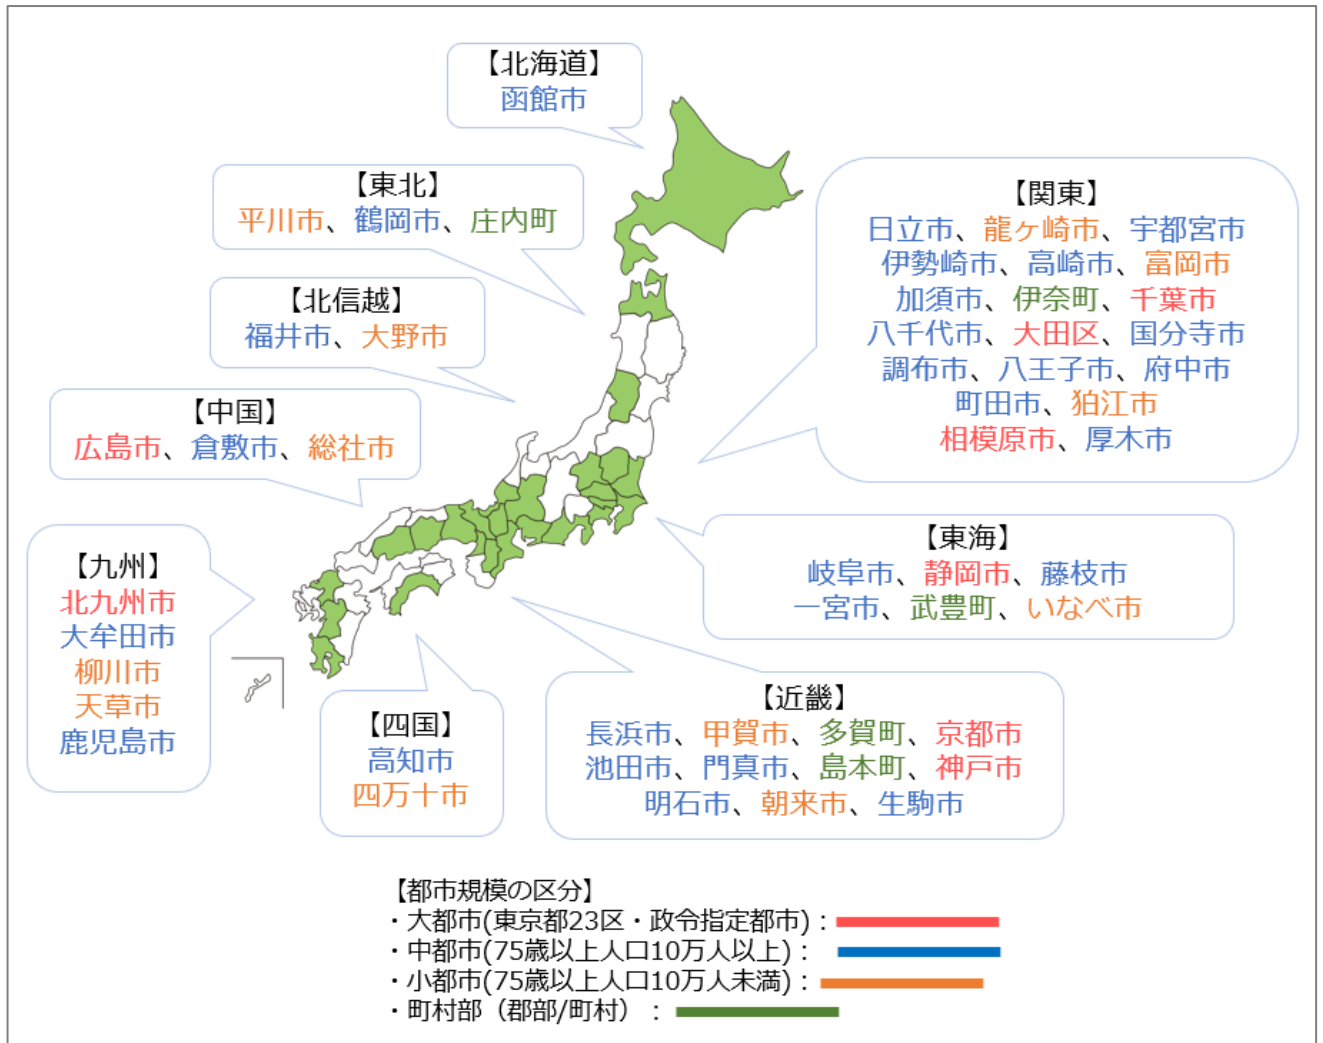 【北海道】
函館市
【東北】
平川市、鶴岡市、庄内町
【北信越】
福井市、大野市
【中国】
広島市、倉敷市、総社市
【九州】
北九州市
大牟田市
柳川市
天草市
鹿児島市
【四国】
高知市
四万十市
【関東】
日立市、龍ヶ崎市、宇都宮市
伊勢崎市、高崎市、富岡市
加須市、伊奈町、千葉市
八千代市、大田区、国分寺市
調布市、八王子市、府中市
町田市、狛江市
相模原市、厚木市
【東海】
岐阜市、静岡市、藤枝市
一宮市、武豊町、いなべ市
【近畿】
長浜市、甲賀市、多賀町、京都市
池田市、門真市、島本町、神戸市
明石市、朝来市、生駒市
【都市規模の区分】
・大都市(東京都23区・政令指定都市)：
・中都市(75歳以上人口10万人以上)：
・小都市(75歳以上人口10万人未満)：
・町村部（郡部/町村）：